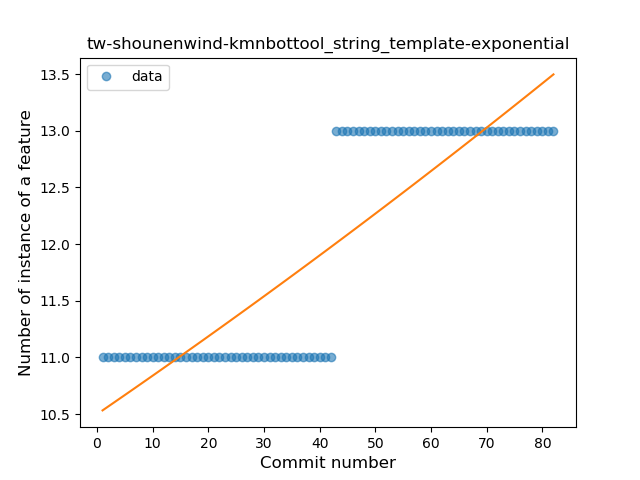 tw-shounenwind-kmnbottool_string_template-exponential
data
Number of instance of a feature
13.5
13.0
12.5
12.0
11.5
11.0
10.5
0 10 20 30 40 50 60 70 80
Commit number